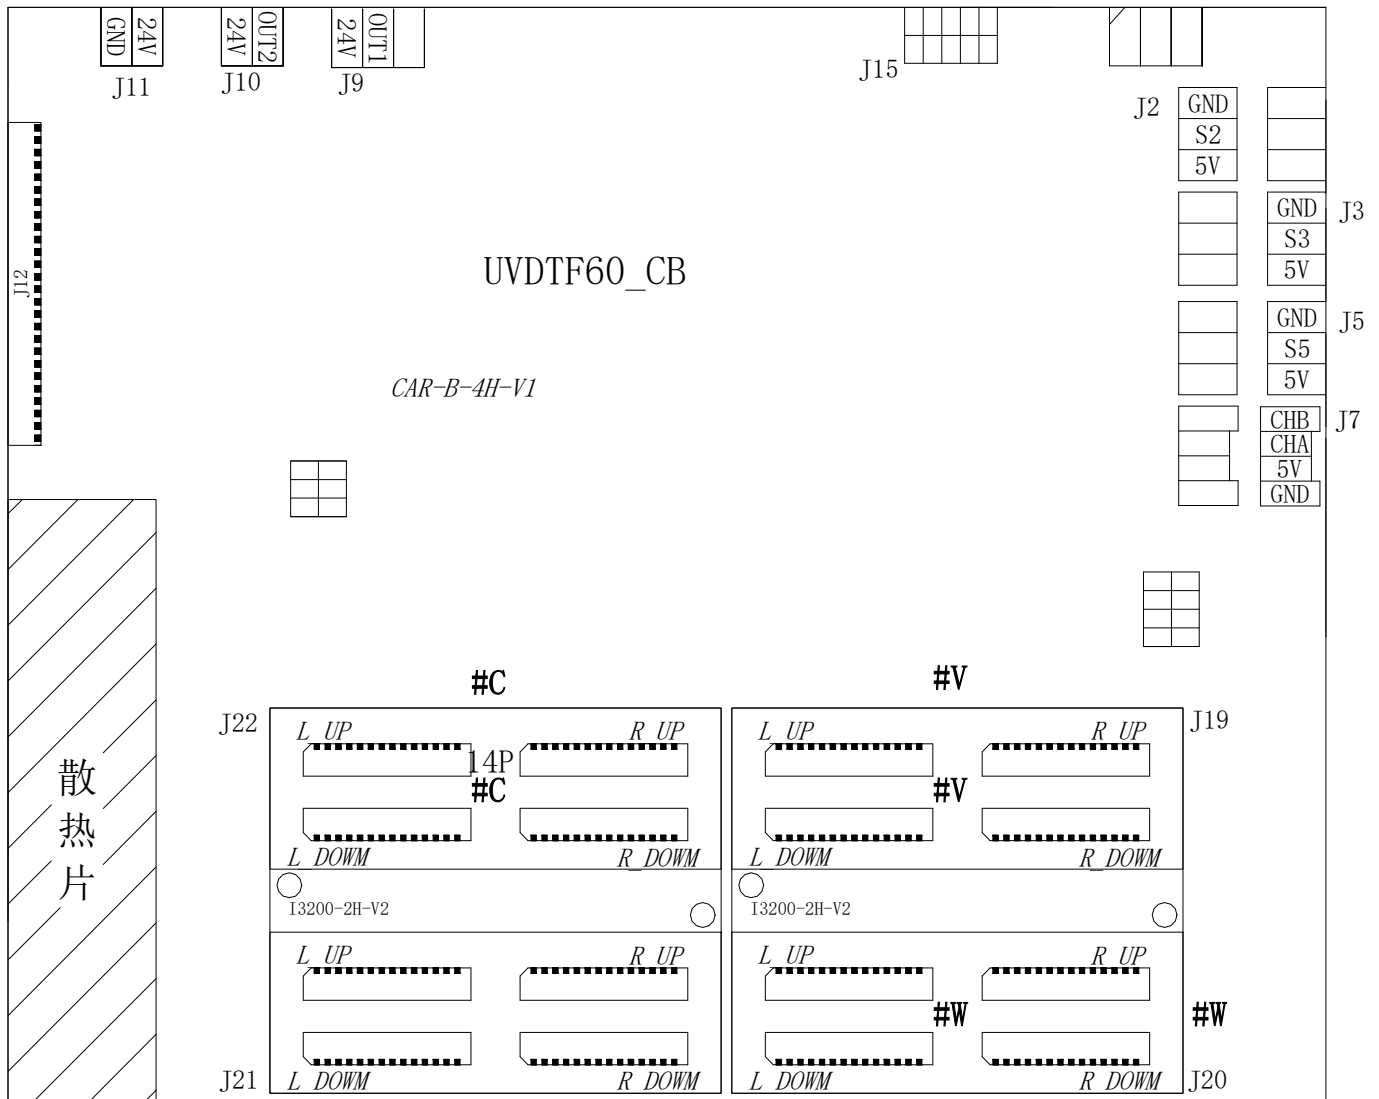 GND 24V
J11
24V OUT2
J10
24V OUT1
J9
J15
J2
GND
S2
5V
GND
S3
5V
J3
J12
UVDTF60_CB
GND
S5
5V
J5
CAR-B-4H-V1
CHB
CHA
5V
GND
J7
散
热
片
#C
#V
J22
L_UP
R_UP
14P
#C
L_DOWM
R_DOWM
L_UP
R_UP
J19
#V
L_DOWM
R_DOWM
I3200-2H-V2
I3200-2H-V2
L_UP
R_UP
L_UP
R_UP
#W
#W
J21
L_DOWM
R_DOWM
L_DOWM
R_DOWM
J20